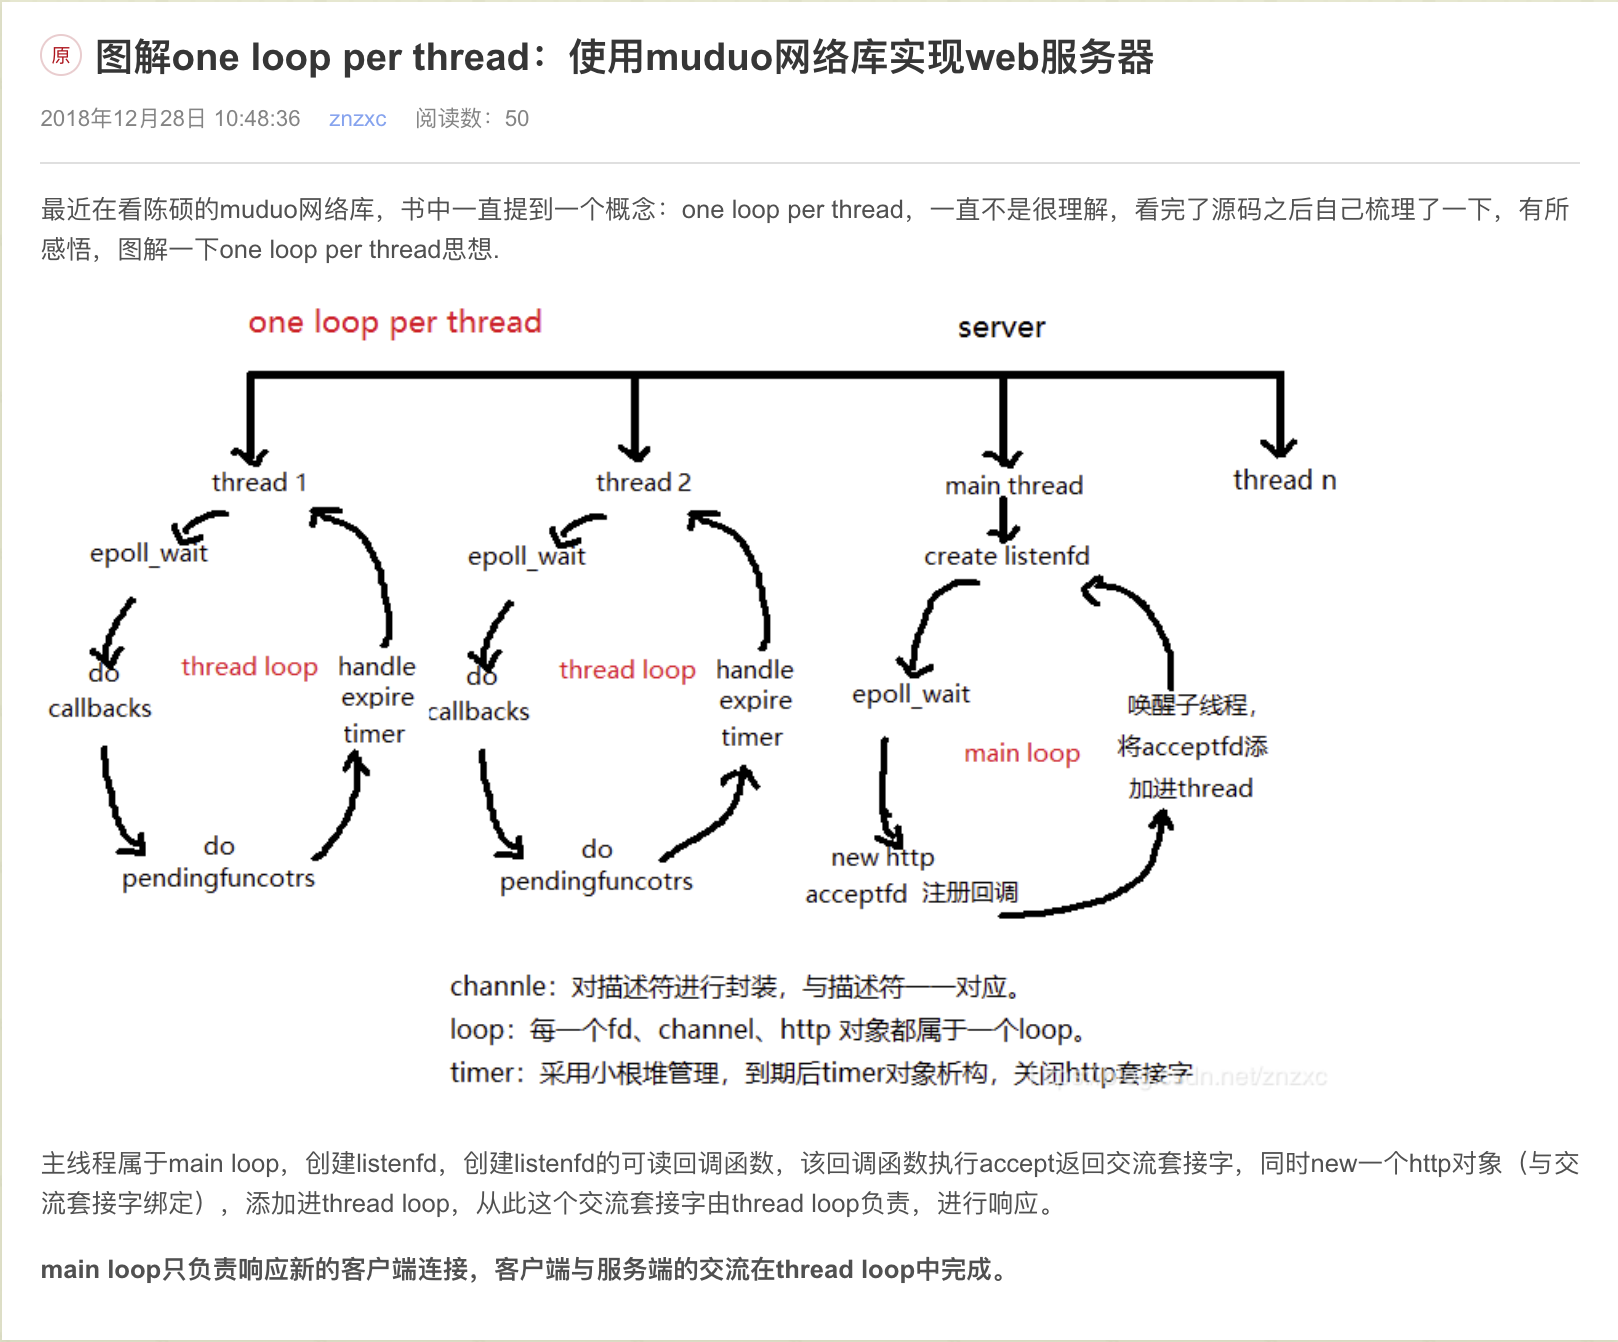 原 图解one loop per thread：使用muduo网络库实现web服务器
2018年12月28日 10:48:36 znzxc 阅读数：50
最近在看陈硕的muduo网络库，书中一直提到一个概念：one loop per thread，一直不是很理解，看完了源码之后自己梳理了一下，有所
感悟，图解一下one loop per thread思想.
one loop per thread
server
thread 1
epoll_wait
do
callbacks
thread loop
handle
expire
timer
do
pendingfuncotrs
thread 2
epoll_wait
do
callbacks
thread loop
handle
expire
timer
do
pendingfuncotrs
main thread
create listenfd
epoll_wait
main loop
new http
acceptfd 注册回调
唤醒子线程，
将acceptfd添
加进thread
thread n
channle：对描述符进行封装，与描述符一一对应。
loop：每一个fd、channel、http 对象都属于一个loop。
timer：采用小根堆管理，到期后timer对象析构，关闭http套接字
主线程属于main loop，创建listenfd，创建listenfd的可读回调函数，该回调函数执行accept返回交流套接字，同时new一个http对象（与交
流套接字绑定），添加进thread loop，从此这个交流套接字由thread loop负责，进行响应。
main loop只负责响应新的客户端连接，客户端与服务端的交流在thread loop中完成。